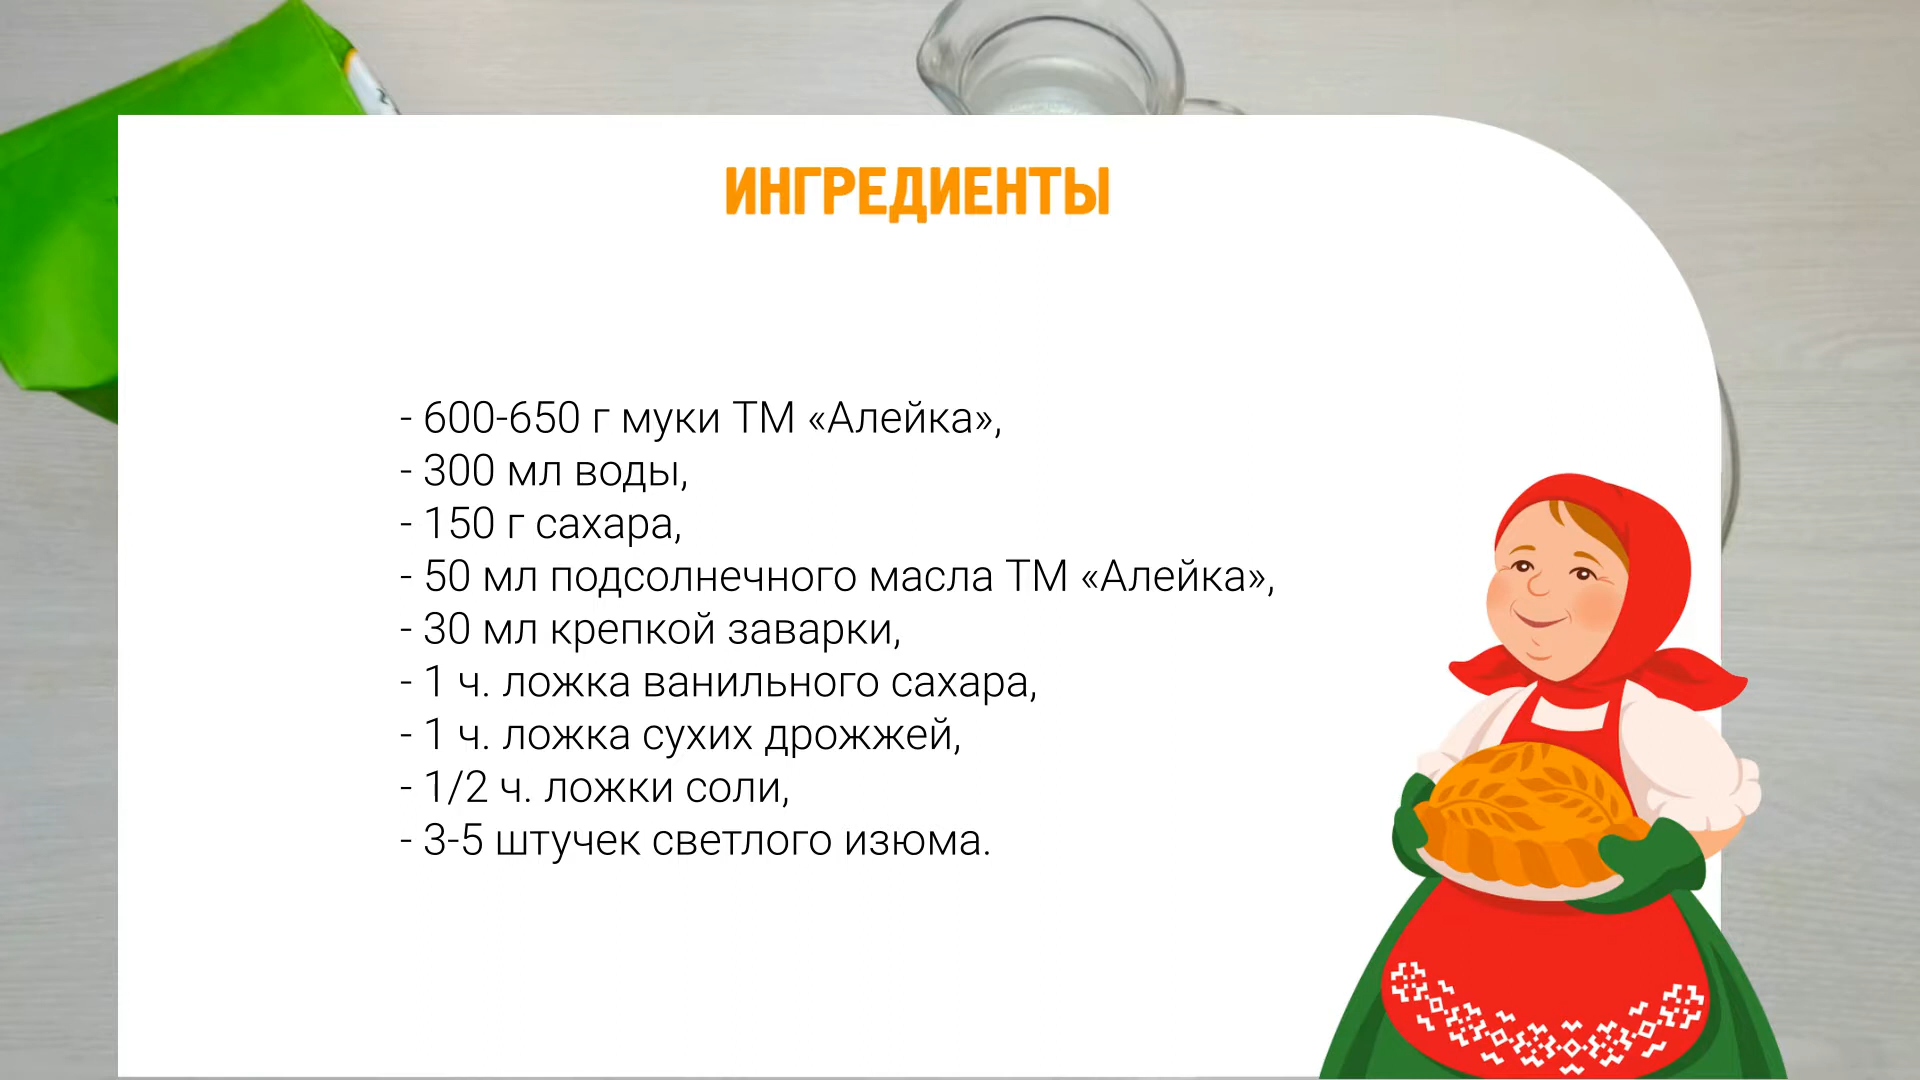 ИНГРЕДИЕНТЫ
- 600-650 г муки ТМ «Алейка»,
- 300 мл воды,
- 150 г сахара,
- 50 мл подсолнечного масла ТМ «Алейка»,
- 30 мл крепкой заварки,
- 1 ч. ложка ванильного сахара,
- 1 ч. ложка сухих дрожжей,
- 1/2 ч. ложки соли,
- 3-5 штучек светлого изюма.